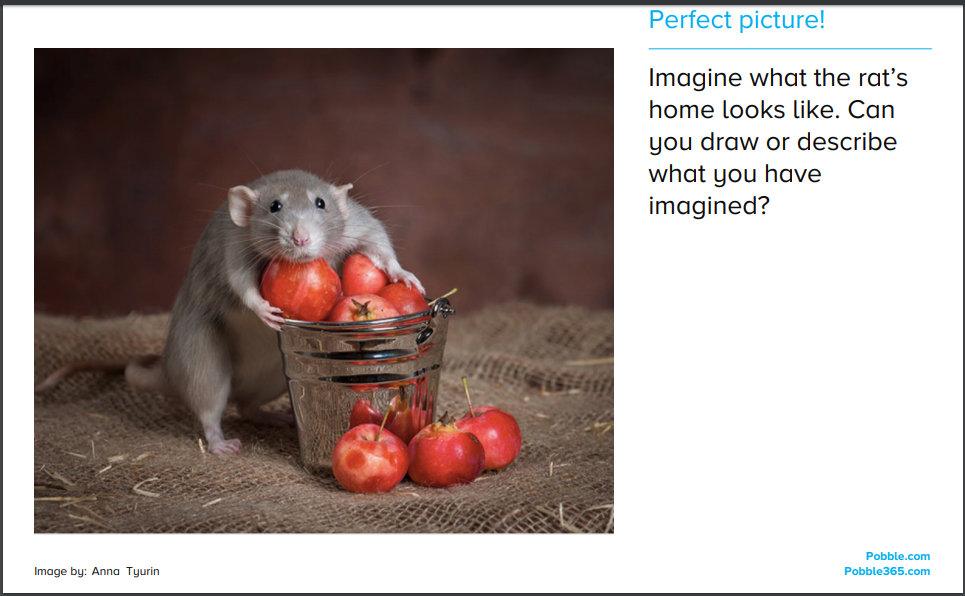 Perfect picture!
Imagine what the rat’s
home looks like. Can
you draw or describe
what you have
imagined?
Pobble.com
Pobble365.com
Image by: Anna Tyurin